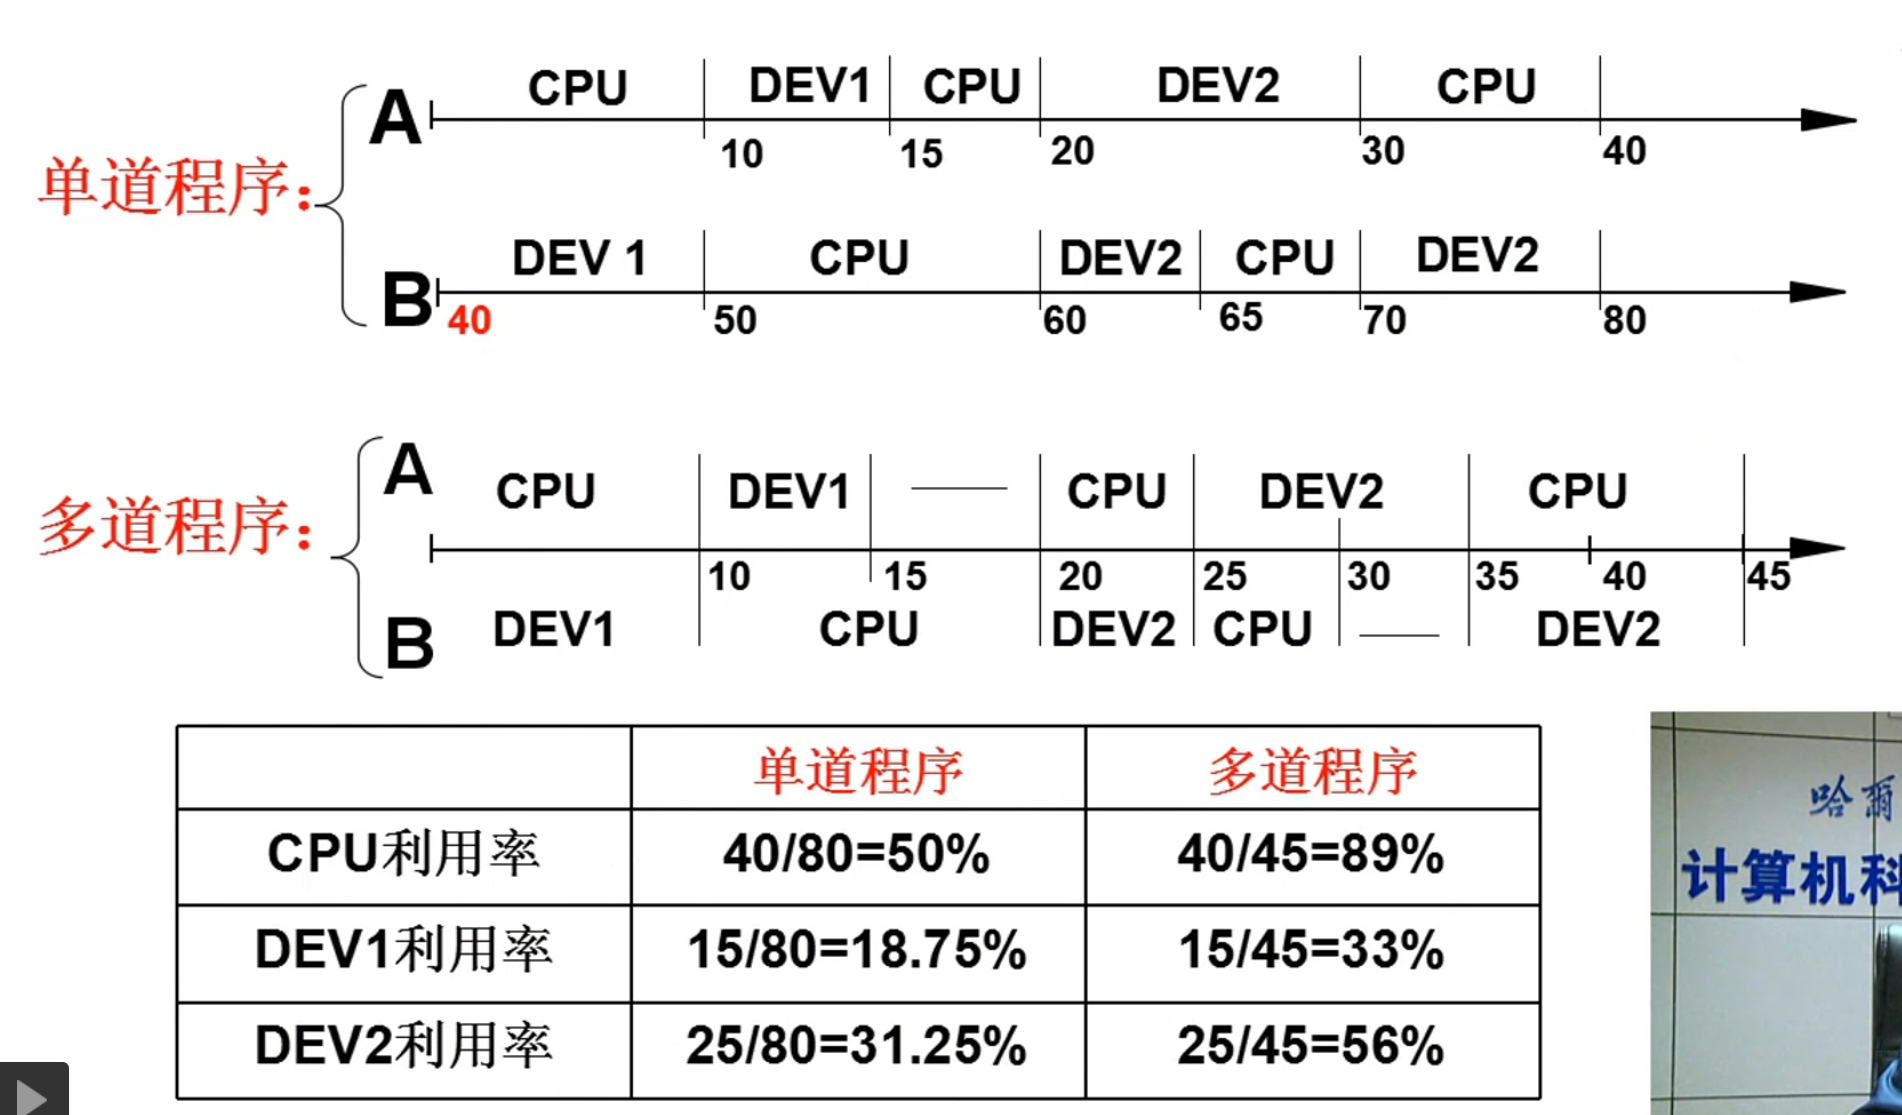 CPU DEV1 CPU DEV2 CPU
A
10 15 20 30 40
单道程序：
DEV 1 CPU DEV2 CPU DEV2
B
40 50 60 65 70 80
A
CPU DEV1 CPU DEV2 CPU
多道程序：
10 15 20 25 30 35 40 45
B
DEV1 CPU DEV2 CPU DEV2
单道程序 多道程序
CPU利用率 40/80=50% 40/45=89%
DEV1利用率 15/80=18.75% 15/45=33%
DEV2利用率 25/80=31.25% 25/45=56%
哈爾
计算机科